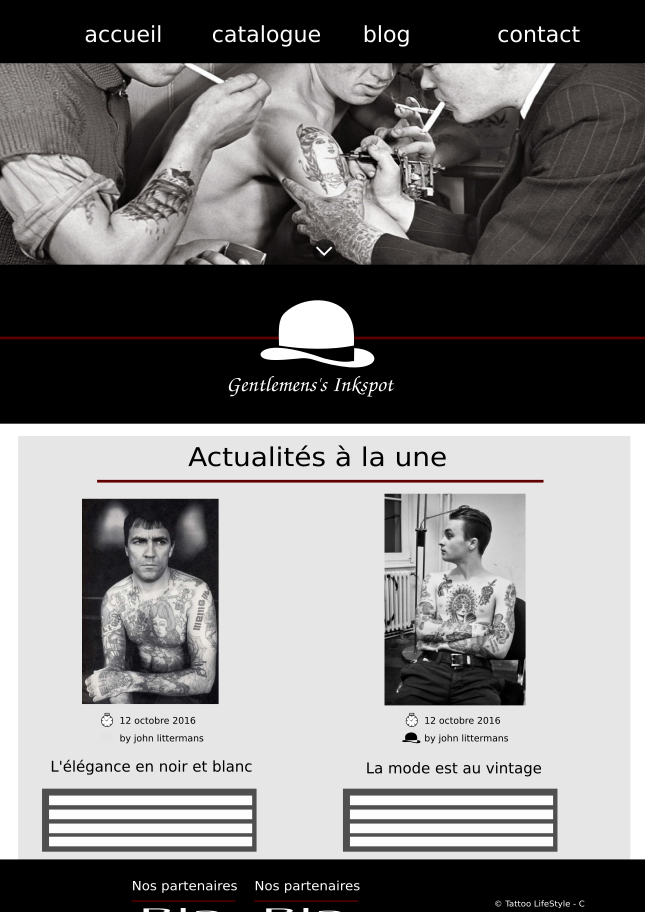 accueil catalogue blog contact
Gentlemens's Inkspot
Actualités à la une
12 octobre 2016
by john littermans
L'élégance en noir et blanc
12 octobre 2016
by john littermans
La mode est au vintage
Nos partenaires Nos partenaires
© Tattoo LifeStyle - C